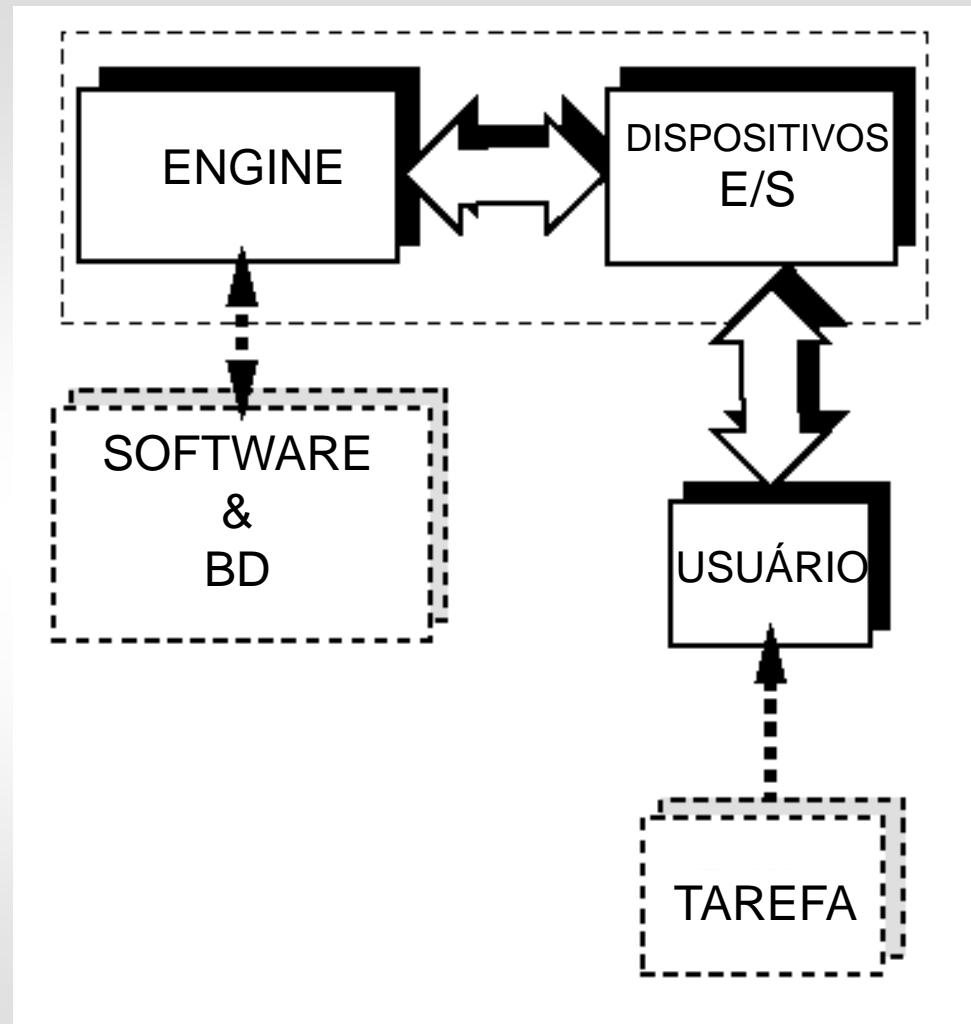 ENGINE
DISPOSITIVOS
E/S
SOFTWARE
&
BD
USUÁRIO
TAREFA